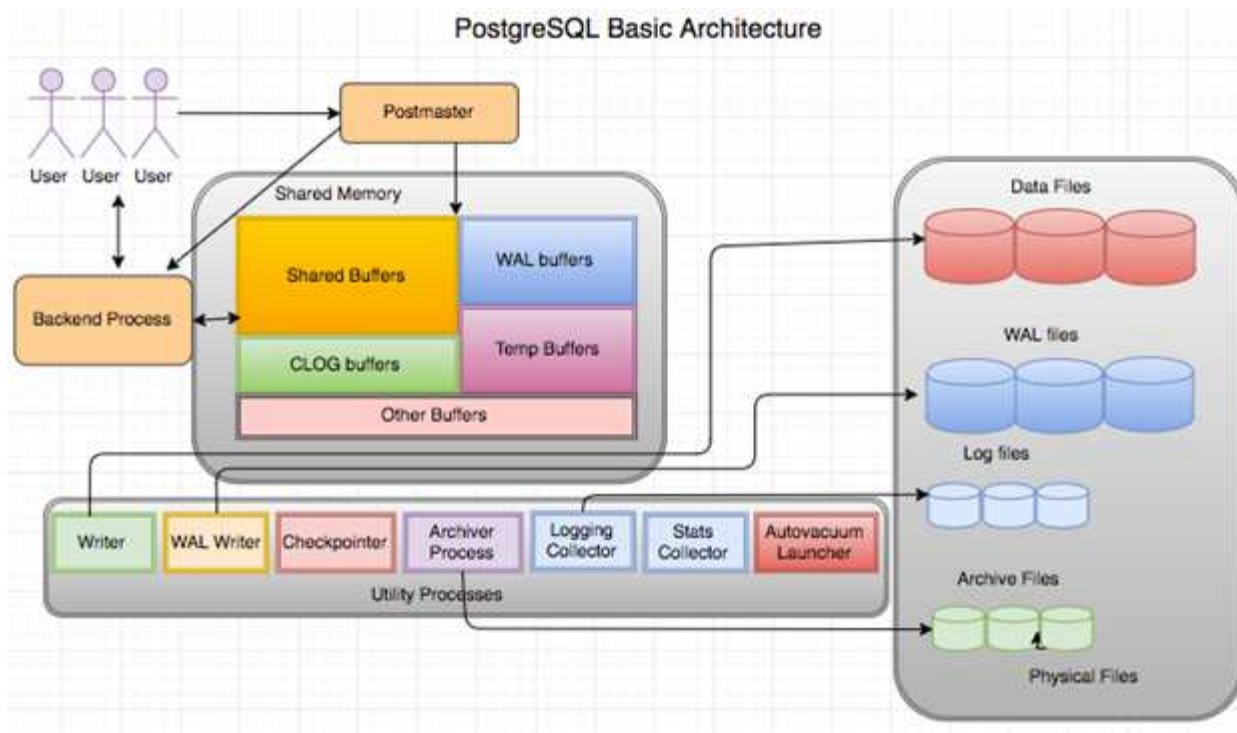 PostgreSQL Basic Architecture
Postmaster
User User User
Shared Memory
Data Files
Shared Buffers
WAL buffers
Backend Process
WAL files
CLOG buffers
Temp Buffers
Other Buffers
Log files
Writer
WAL Writer
Checkpointer
Archiver
Process
Logging
Collector
Stats
Collector
Autovacuum
Launcher
Utility Processes
Archive Files
Physical Files